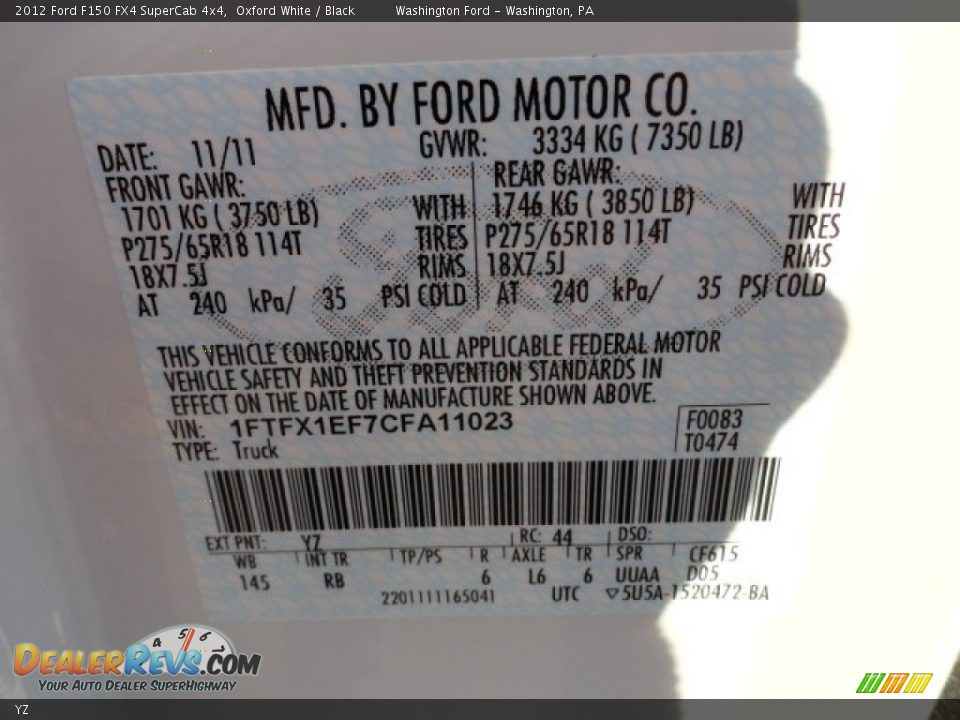 2012 Ford F150 FX4 SuperCab 4x4, Oxford White / Black Washington Ford - Washington, PA
MFD. BY FORD MOTOR CO.
DATE: 11/11 GVWR: 3334 KG ( 7350 LB)
FRONT GAWR: REAR GAWR:
1701 KG ( 3750 LB) WITH 1746 KG ( 3850 LB) WITH
P275/65R18 114T TIRES P275/65R18 114T TIRES
18X7.5J RIMS 18X7.5J RIMS
AT 240 kPa/ 35 PSI COLD AT 240 kPa/ 35 PSI COLD
Ford
THIS VEHICLE CONFORMS TO ALL APPLICABLE FEDERAL MOTOR
VEHICLE SAFETY AND THEFT PREVENTION STANDARDS IN
EFFECT ON THE DATE OF MANUFACTURE SHOWN ABOVE.
VIN: 1FTFX1EF7CFA11023 F0083
TYPE: Truck T0474
EXT PNT: YZ RC: 44 DSO:
WB INT TR TP/PS R AXLE TR SPR CF615
145 RB 6 L6 6 UUAA D05
2201111165041 UTC ▽5U5A-1520472-BA
4 5 6
DEALERREVS.COM
YOUR AUTO DEALER SUPERHIGHWAY
YZ